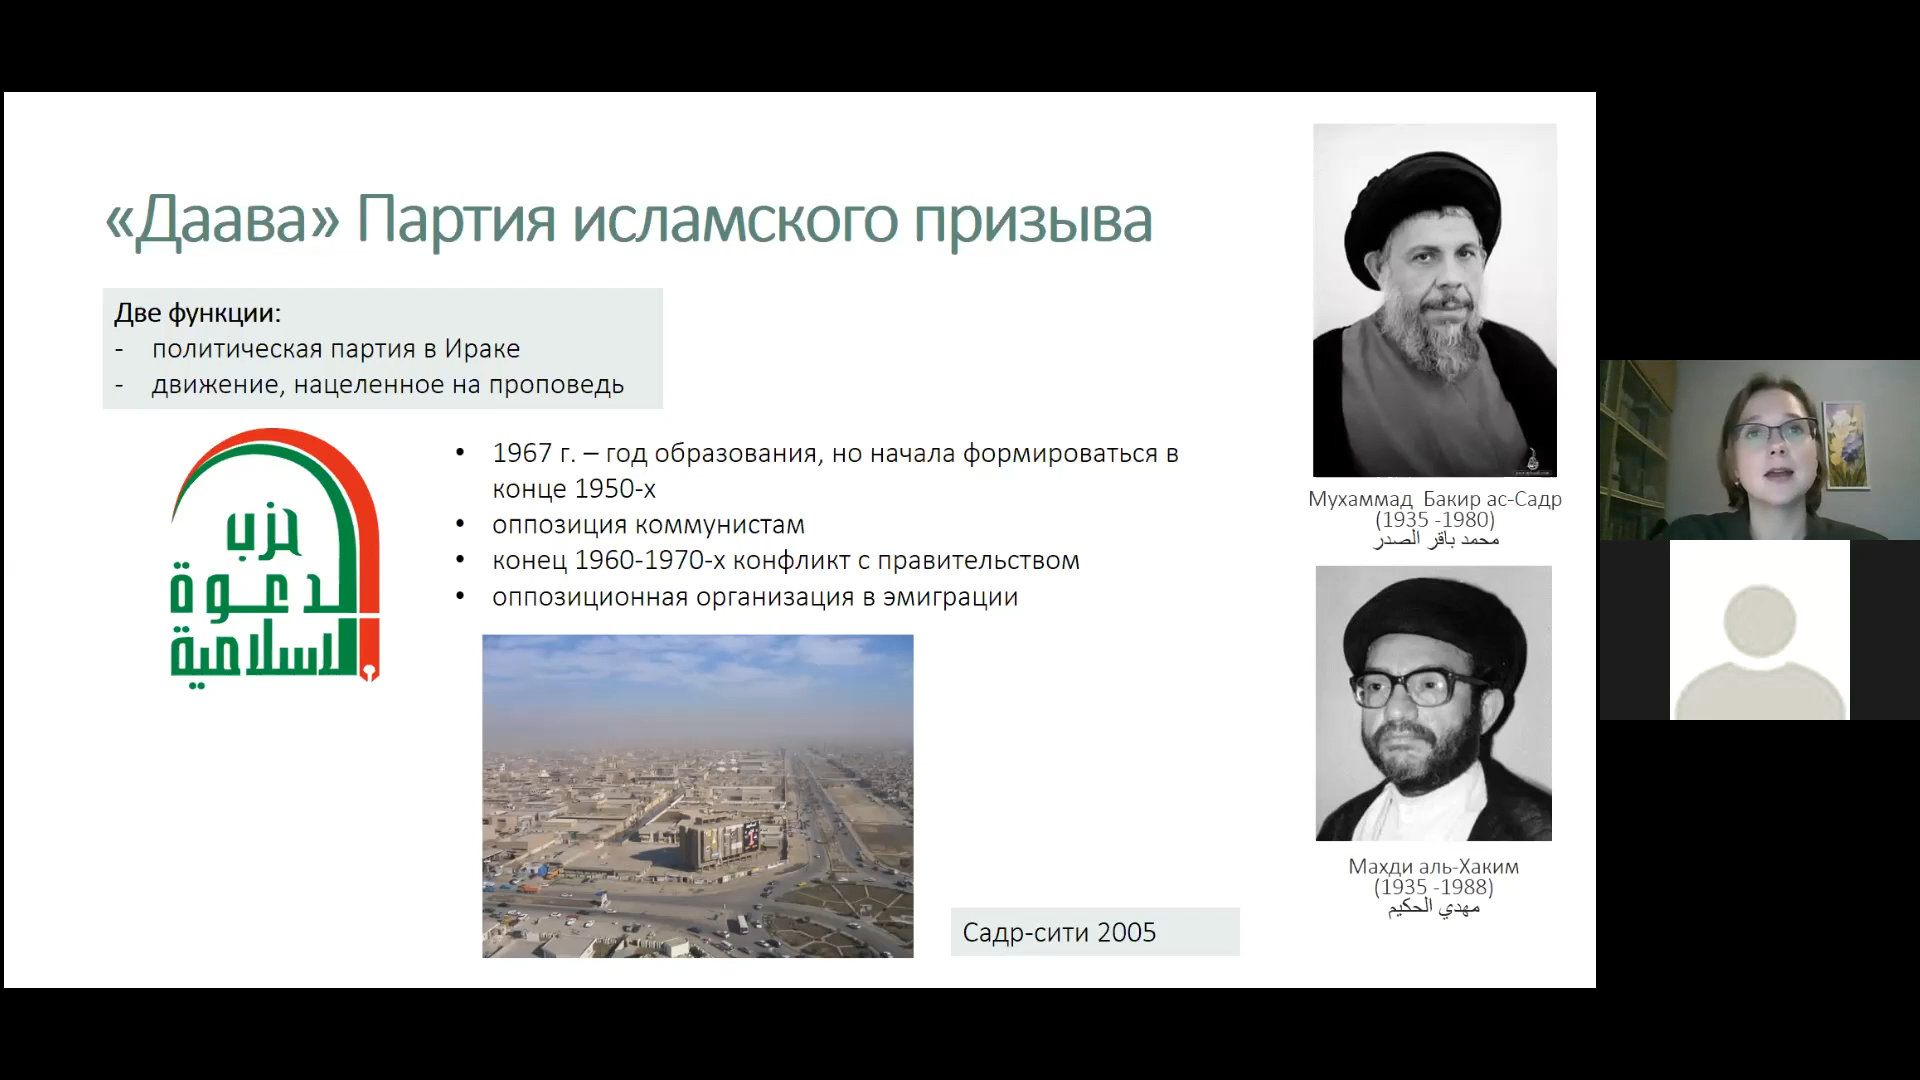 «Даава» Партия исламского призыва
Две функции:
- политическая партия в Ираке
- движение, нацеленное на проповедь
حزب
الدعوة
الاسلامية
• 1967 г. – год образования, но начала формироваться в
конце 1950-х
• оппозиция коммунистам
• конец 1960-1970-х конфликт с правительством
• оппозиционная организация в эмиграции
Садр-сити 2005
Мухаммад Бакир ас-Садр
(1935 -1980)
محمد باقر الصدر
Махди аль-Хаким
(1935 -1988)
مهدي الحكيم